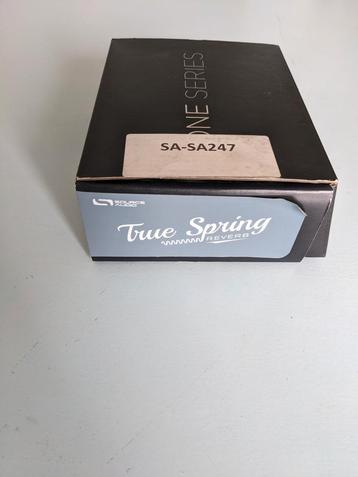 ONE SERIES
SA-SA247
SOURCE
AUDIO
True Spring
REVERB